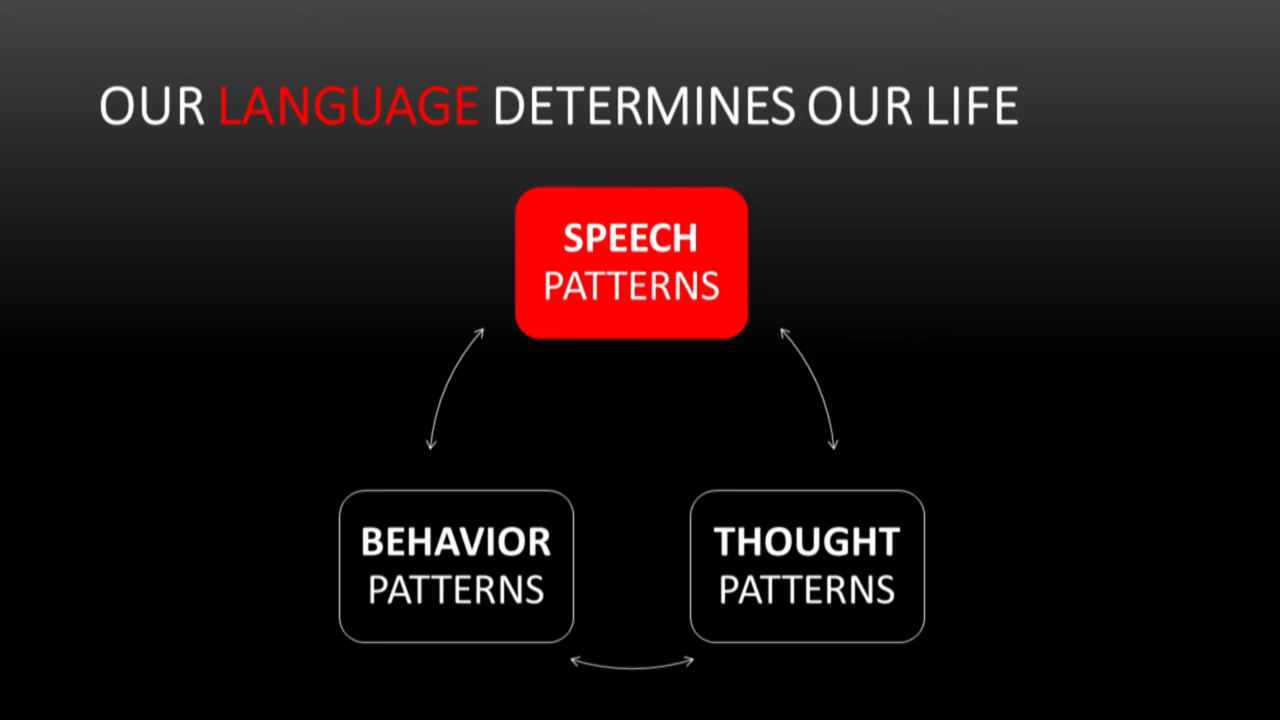 OUR LANGUAGE DETERMINES OUR LIFE
SPEECH
PATTERNS
BEHAVIOR
PATTERNS
THOUGHT
PATTERNS